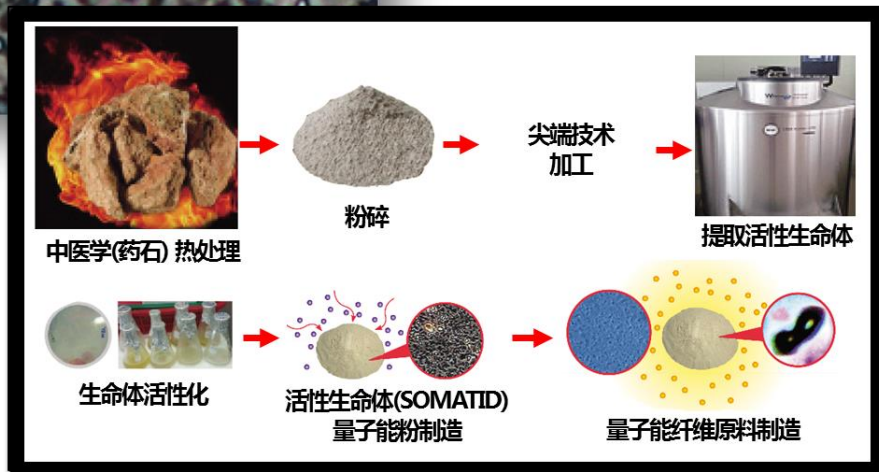 中医学(药石) 热处理
粉碎
尖端技术
加工
提取活性生命体
生命体活性化
活性生命体(SOMATID)
量子能粉制造
量子能纤维原料制造